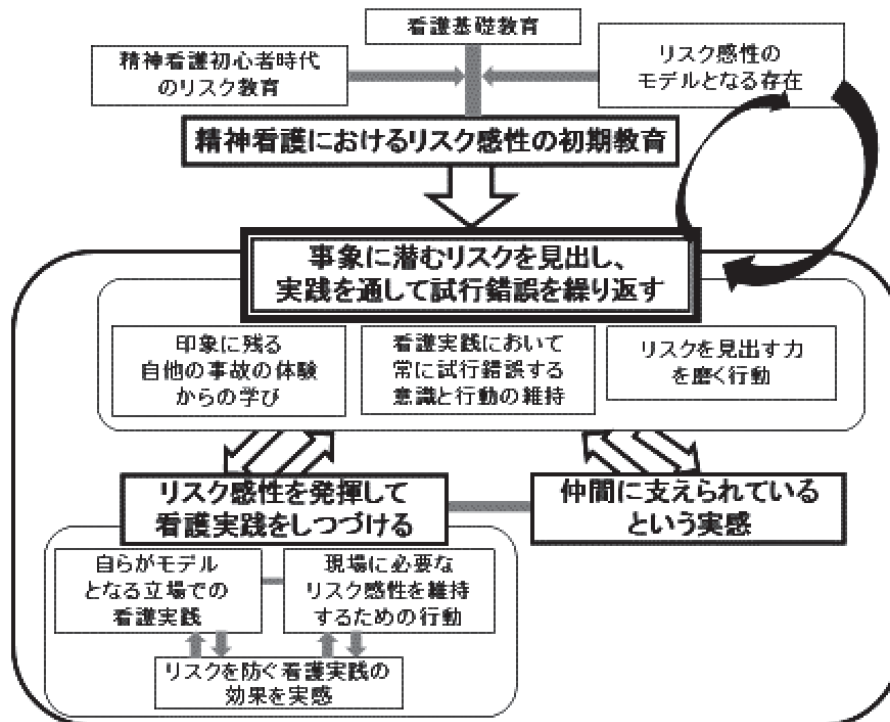 看護基礎教育
精神看護初心者時代
のリスク教育
リスク感性の
モデルとなる存在
精神看護におけるリスク感性の初期教育
事象に潜むリスクを見出し、
実践を通して試行錯誤を繰り返す
印象に残る
自他の事故の体験
からの学び
看護実践において
常に試行錯誤する
意識と行動の維持
リスクを見出す力
を磨く行動
リスク感性を発揮して
看護実践をしつづける
仲間に支えられている
という実感
自らがモデル
となる立場での
看護実践
現場に必要な
リスク感性を維持
するための行動
リスクを防ぐ看護実践の
効果を実感